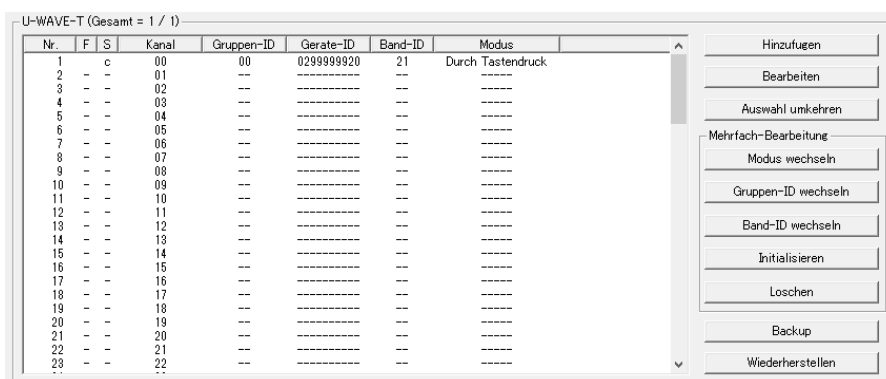 U-WAVE-T (Gesamt = 1 / 1)
Nr. F S Kanal Gruppen-ID Gerate-ID Band-ID Modus
1 c 00 00 0299999920 21 Durch Tastendruck
2 - - 01 -- ---------- -- -----
3 - - 02 -- ---------- -- -----
4 - - 03 -- ---------- -- -----
5 - - 04 -- ---------- -- -----
6 - - 05 -- ---------- -- -----
7 - - 06 -- ---------- -- -----
8 - - 07 -- ---------- -- -----
9 - - 08 -- ---------- -- -----
10 - - 09 -- ---------- -- -----
11 - - 10 -- ---------- -- -----
12 - - 11 -- ---------- -- -----
13 - - 12 -- ---------- -- -----
14 - - 13 -- ---------- -- -----
15 - - 14 -- ---------- -- -----
16 - - 15 -- ---------- -- -----
17 - - 16 -- ---------- -- -----
18 - - 17 -- ---------- -- -----
19 - - 18 -- ---------- -- -----
20 - - 19 -- ---------- -- -----
21 - - 20 -- ---------- -- -----
22 - - 21 -- ---------- -- -----
23 - - 22 -- ---------- -- -----
Hinzufugen
Bearbeiten
Auswahl umkehren
Mehrfach-Bearbeitung
Modus wechseln
Gruppen-ID wechseln
Band-ID wechseln
Initialisieren
Loschen
Backup
Wiederherstellen